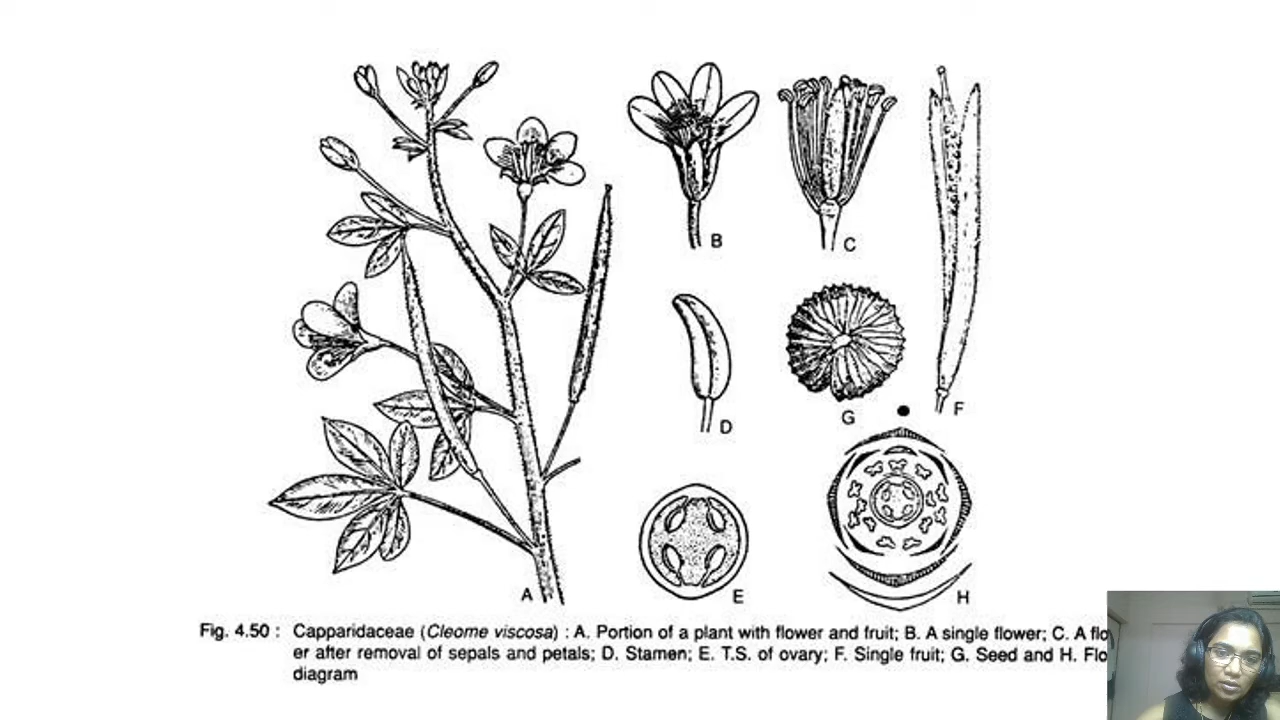 B
C
D
G
F
A
E
H
Fig. 4.50 : Capparidaceae (Cleome viscosa) : A. Portion of a plant with flower and fruit; B. A single flower; C. A flo
er after removal of sepals and petals; D. Stamen; E. T.S. of ovary; F. Single fruit; G. Seed and H. Flo
diagram